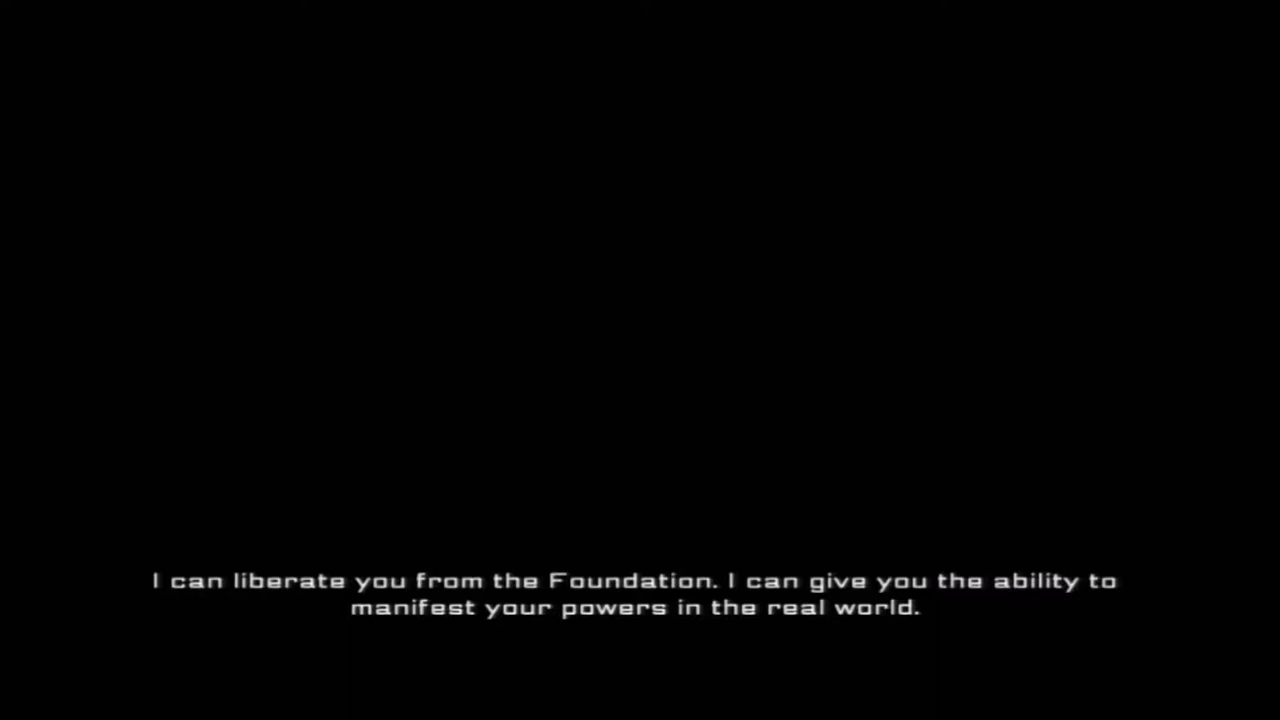 I can liberate you from the Foundation. I can give you the ability to
manifest your powers in the real world.